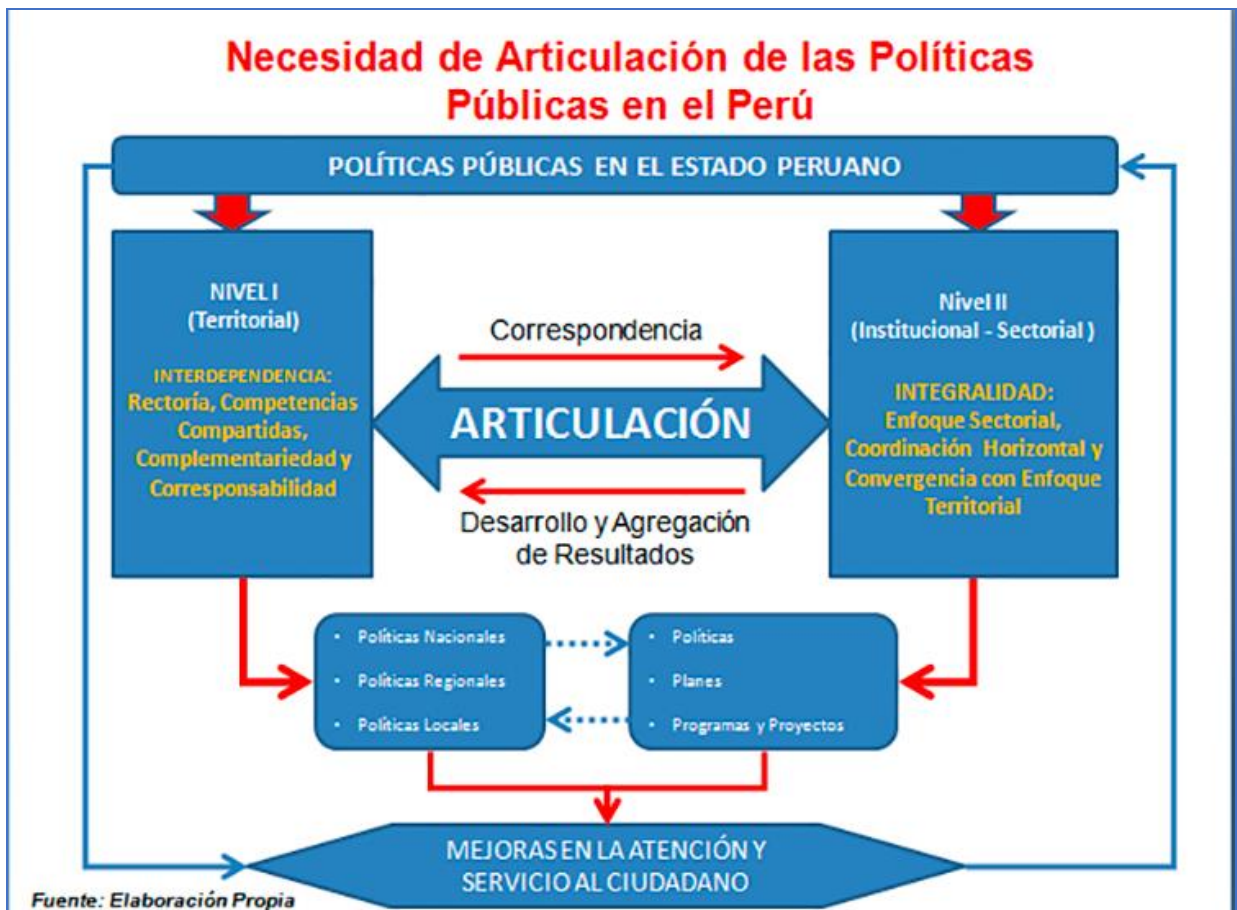 Necesidad de Articulación de las Políticas
Públicas en el Perú
POLÍTICAS PÚBLICAS EN EL ESTADO PERUANO
NIVEL I
(Territorial)
INTERDEPENDENCIA:
Rectoría, Competencias
Compartidas,
Complementariedad y
Corresponsabilidad
Correspondencia
ARTICULACIÓN
Desarrollo y Agregación
de Resultados
Nivel II
(Institucional - Sectorial )
INTEGRALIDAD:
Enfoque Sectorial,
Coordinación Horizontal y
Convergencia con Enfoque
Territorial
• Políticas Nacionales
• Políticas Regionales
• Políticas Locales
• Políticas
• Planes
• Programas y Proyectos
MEJORAS EN LA ATENCIÓN Y
SERVICIO AL CIUDADANO
Fuente: Elaboración Propia